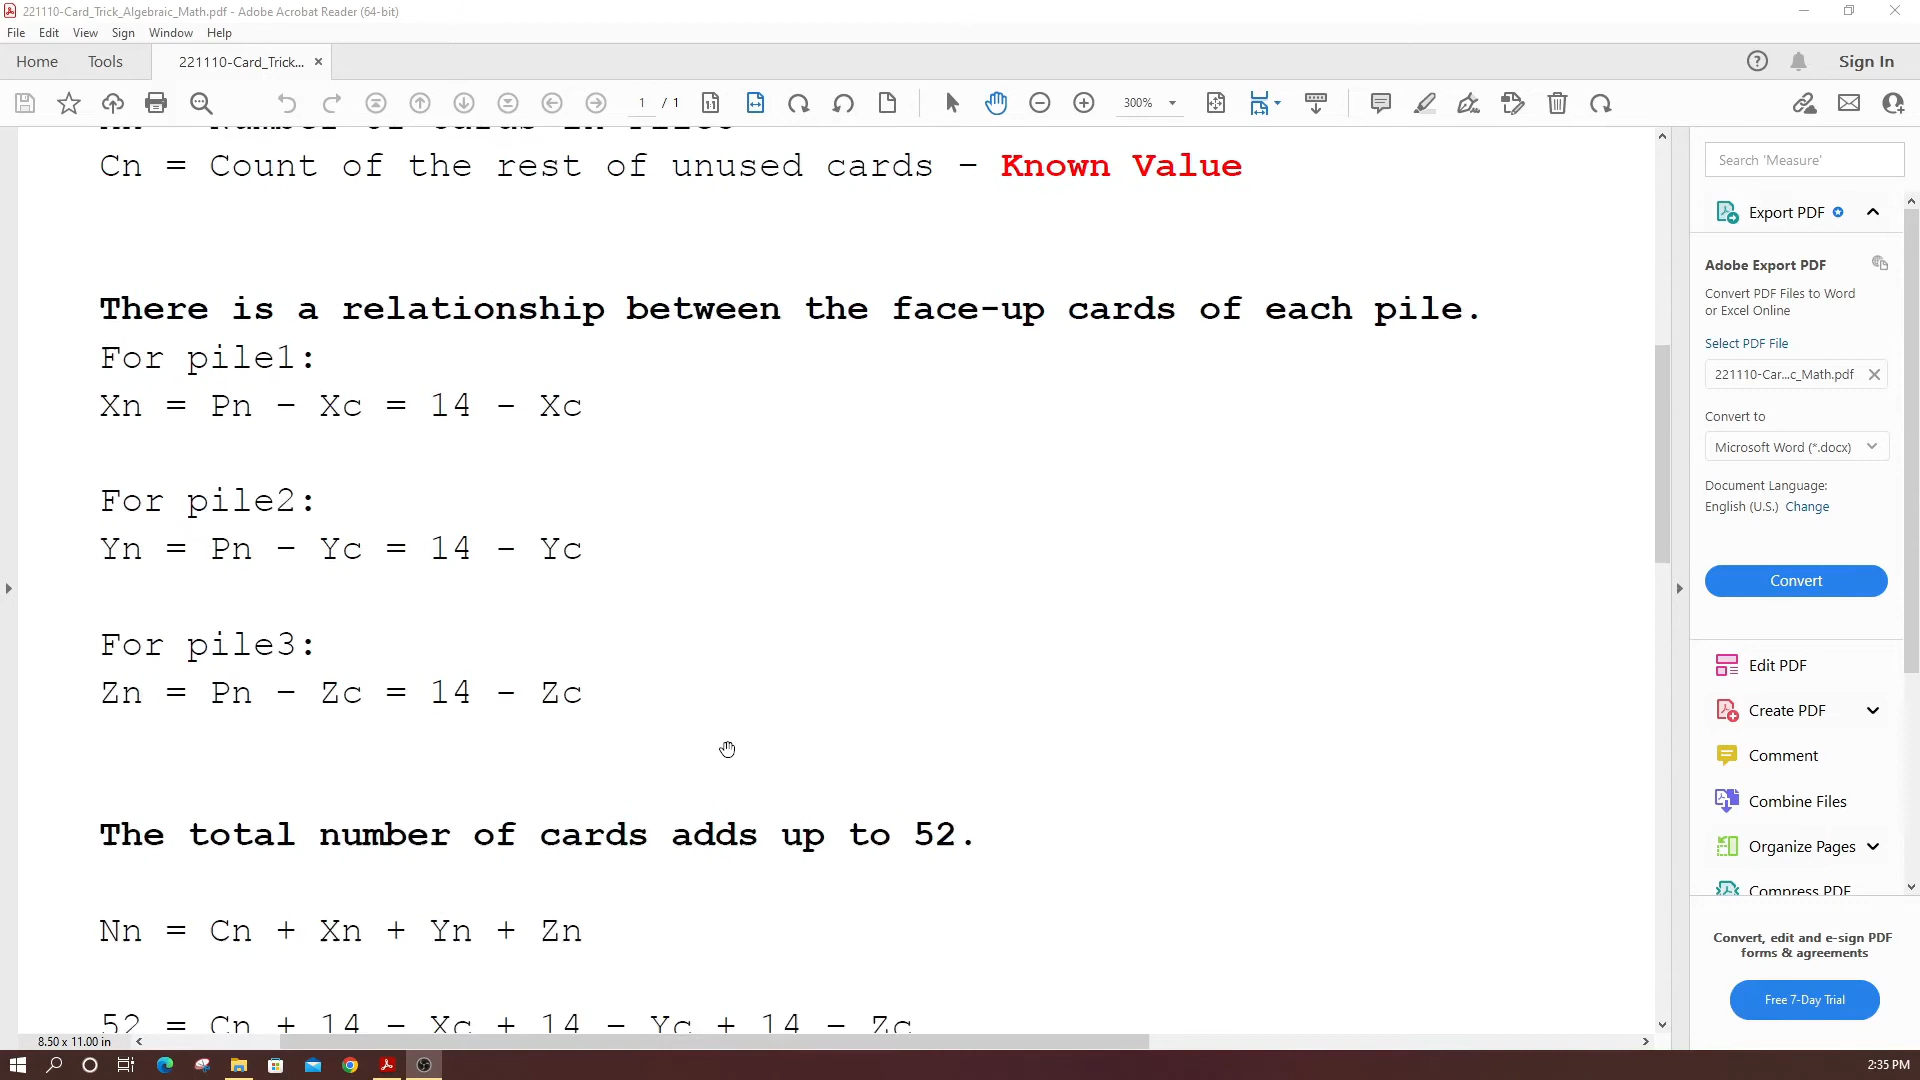 221110-Card_Trick_Algebraic_Math.pdf - Adobe Acrobat Reader (64-bit)
File Edit View Sign Window Help
Home Tools 221110-Card_Trick... × Sign In
1 / 1 300%
Cn = Count of the rest of unused cards - Known Value
There is a relationship between the face-up cards of each pile.
For pile1:
Xn = Pn - Xc = 14 - Xc
For pile2:
Yn = Pn - Yc = 14 - Yc
For pile3:
Zn = Pn - Zc = 14 - Zc
The total number of cards adds up to 52.
Nn = Cn + Xn + Yn + Zn
52 = Cn + 14 - Xc + 14 - Yc + 14 - Zc
8.50 x 11.00 in
Search 'Measure'
Export PDF
Adobe Export PDF
Convert PDF Files to Word
or Excel Online
Select PDF File
221110-Car...c_Math.pdf
Convert to
Microsoft Word (*.docx)
Document Language:
English (U.S.) Change
Convert
Edit PDF
Create PDF
Comment
Combine Files
Organize Pages
Compress PDF
Convert, edit and e-sign PDF
forms & agreements
Free 7-Day Trial
2:35 PM